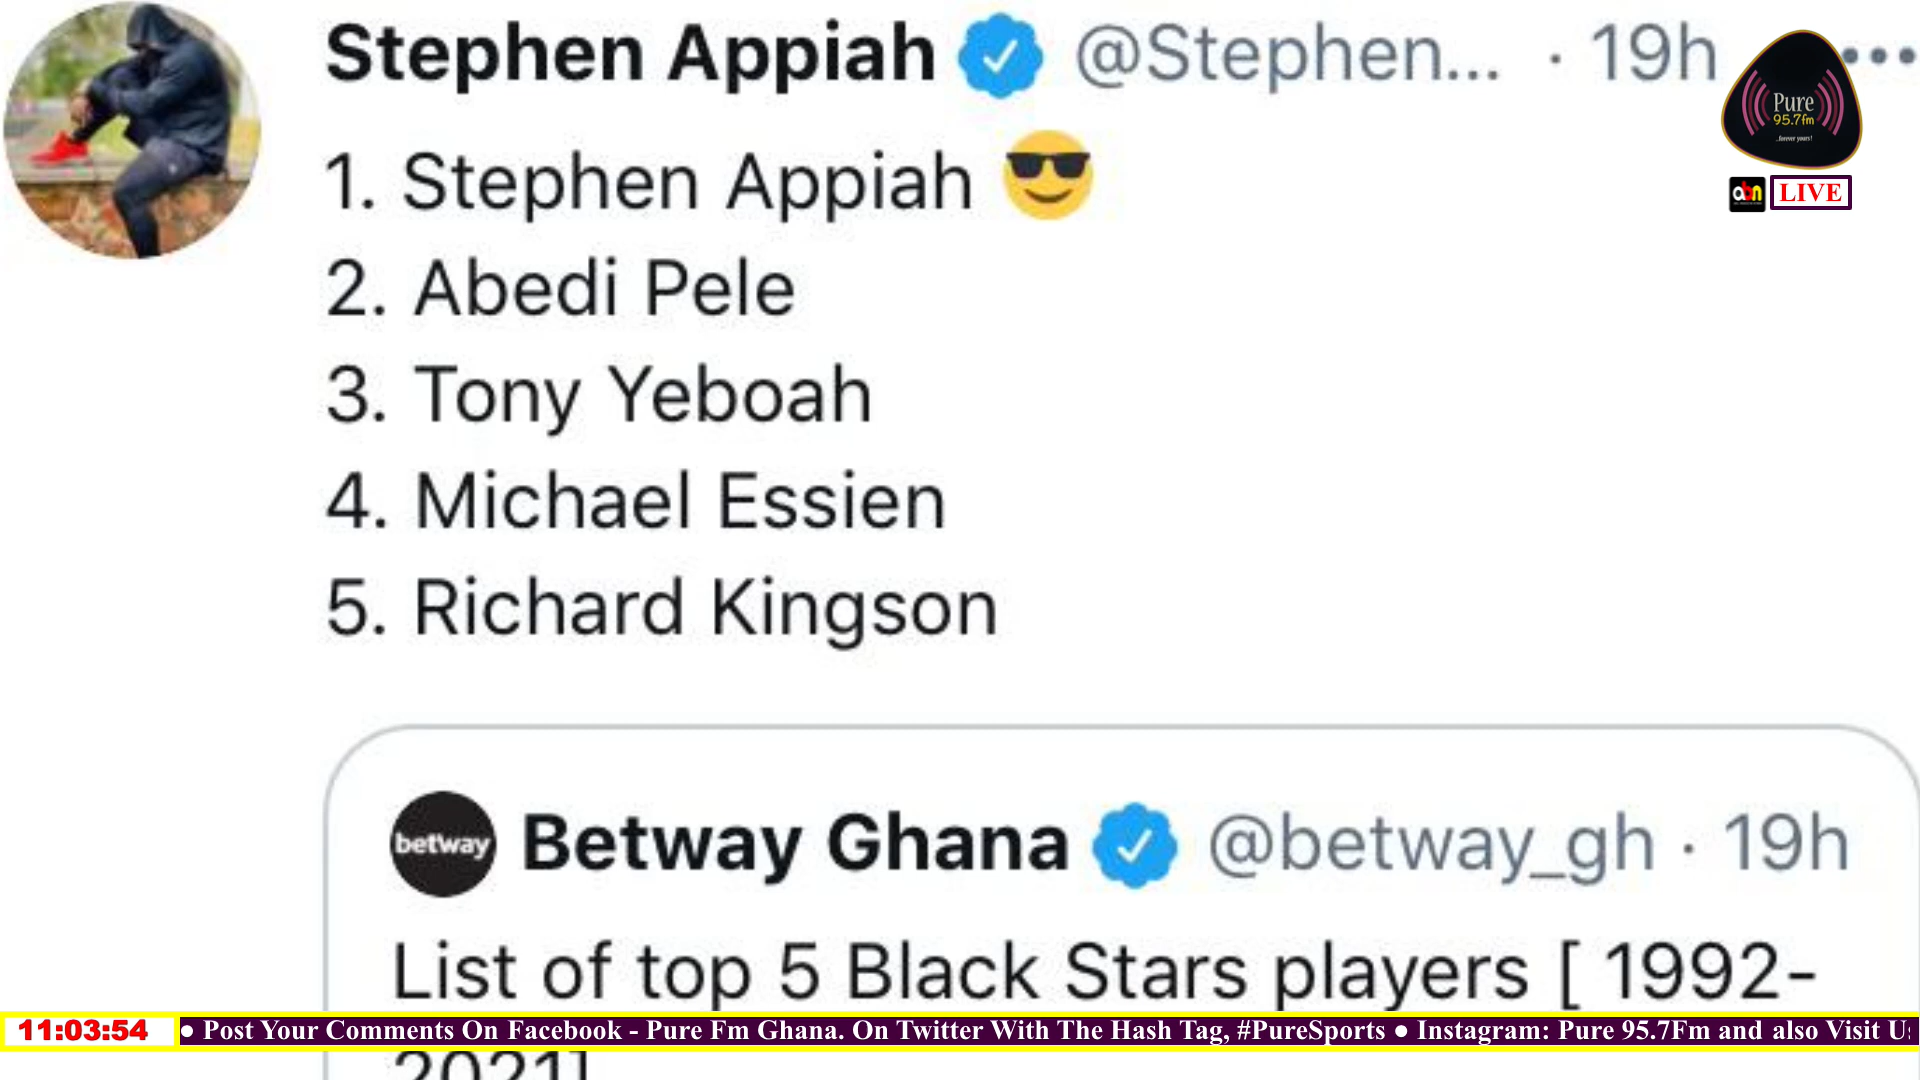 Stephen Appiah @Stephen... · 19h
1. Stephen Appiah 😎
2. Abedi Pele
3. Tony Yeboah
4. Michael Essien
5. Richard Kingson
Pure
95.7fm
..forever yours!
LIVE
betway Betway Ghana @betway_gh · 19h
List of top 5 Black Stars players [ 1992-
2021]
11:03:54 ● Post Your Comments On Facebook - Pure Fm Ghana. On Twitter With The Hash Tag, #PureSports ● Instagram: Pure 95.7Fm and also Visit